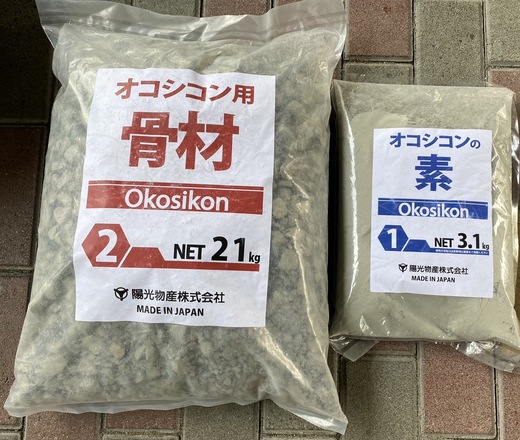 オコシコン用
骨材
Okosikon
2 NET 21kg
陽光物産株式会社
MADE IN JAPAN
オコシコンの
素
Okosikon
1 NET 3.1kg
陽光物産株式会社
MADE IN JAPAN